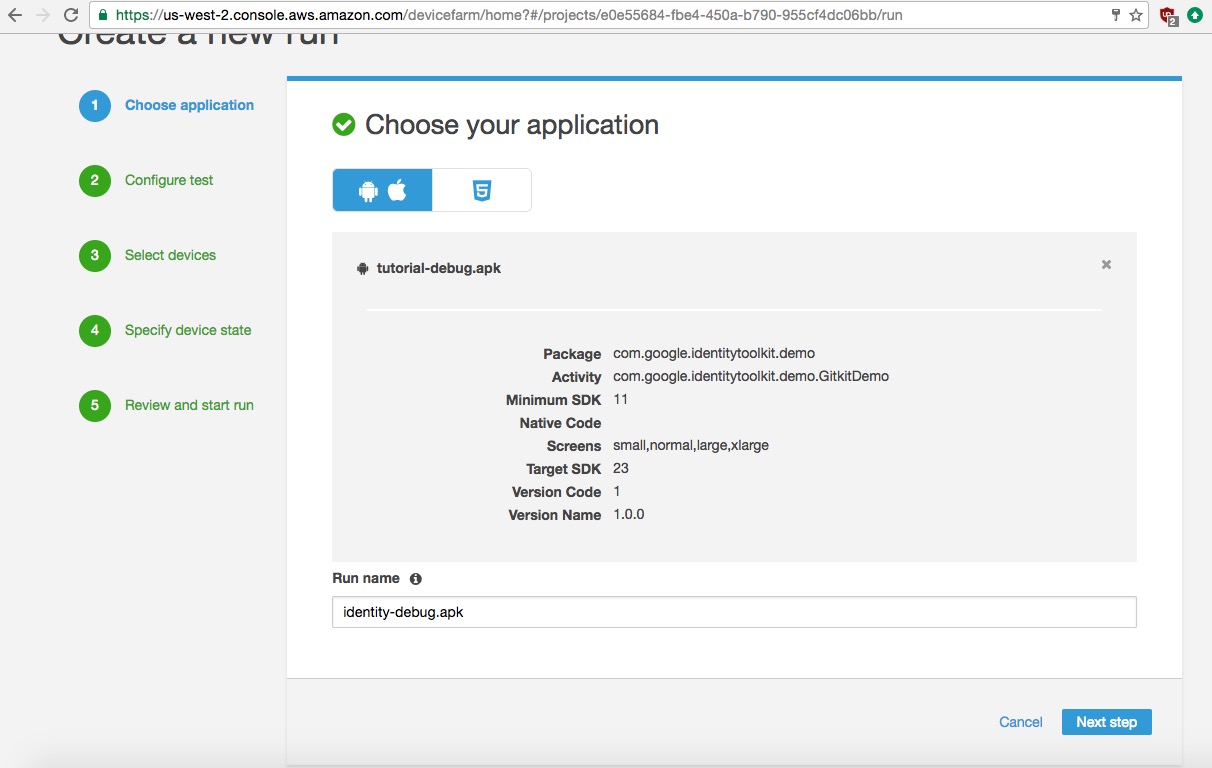 https://us-west-2.console.aws.amazon.com/devicefarm/home?#/projects/e0e55684-fbe4-450a-b790-955cf4dc06bb/run
2
Create a new run
1 Choose application
2 Configure test
3 Select devices
4 Specify device state
5 Review and start run
Choose your application
5
tutorial-debug.apk
Package com.google.identitytoolkit.demo
Activity com.google.identitytoolkit.demo.GitkitDemo
Minimum SDK 11
Native Code
Screens small,normal,large,xlarge
Target SDK 23
Version Code 1
Version Name 1.0.0
Run name
identity-debug.apk
Cancel Next step